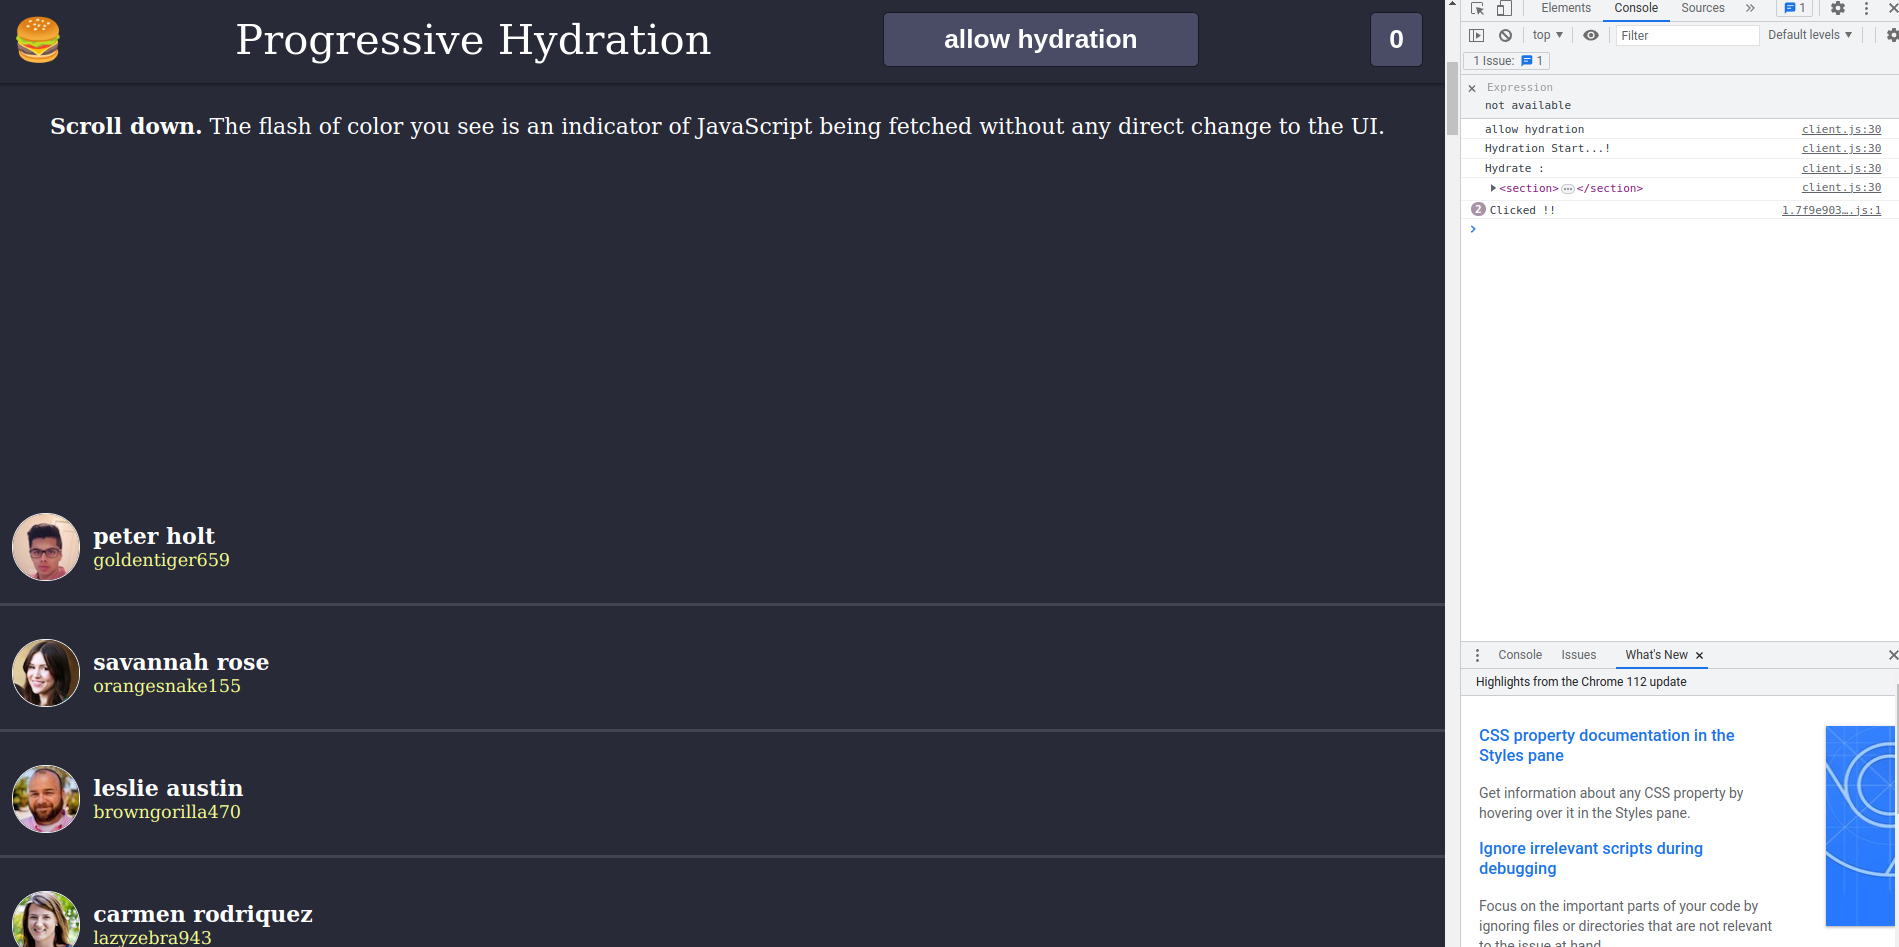 Progressive Hydration
allow hydration
0
Scroll down. The flash of color you see is an indicator of JavaScript being fetched without any direct change to the UI.
peter holt
goldentiger659
savannah rose
orangesnake155
leslie austin
browngorilla470
carmen rodriquez
lazyzebra943
Elements Console Sources » 1
top Filter Default levels
1 Issue: 1
Expression
not available
allow hydration client.js:30
Hydration Start...! client.js:30
Hydrate : client.js:30
<section>…</section> client.js:30
2 Clicked !! 1.7f9e903….js:1
Console Issues What's New
Highlights from the Chrome 112 update
CSS property documentation in the
Styles pane
Get information about any CSS property by
hovering over it in the Styles pane.
Ignore irrelevant scripts during
debugging
Focus on the important parts of your code by
ignoring files or directories that are not relevant
to the issue at hand.